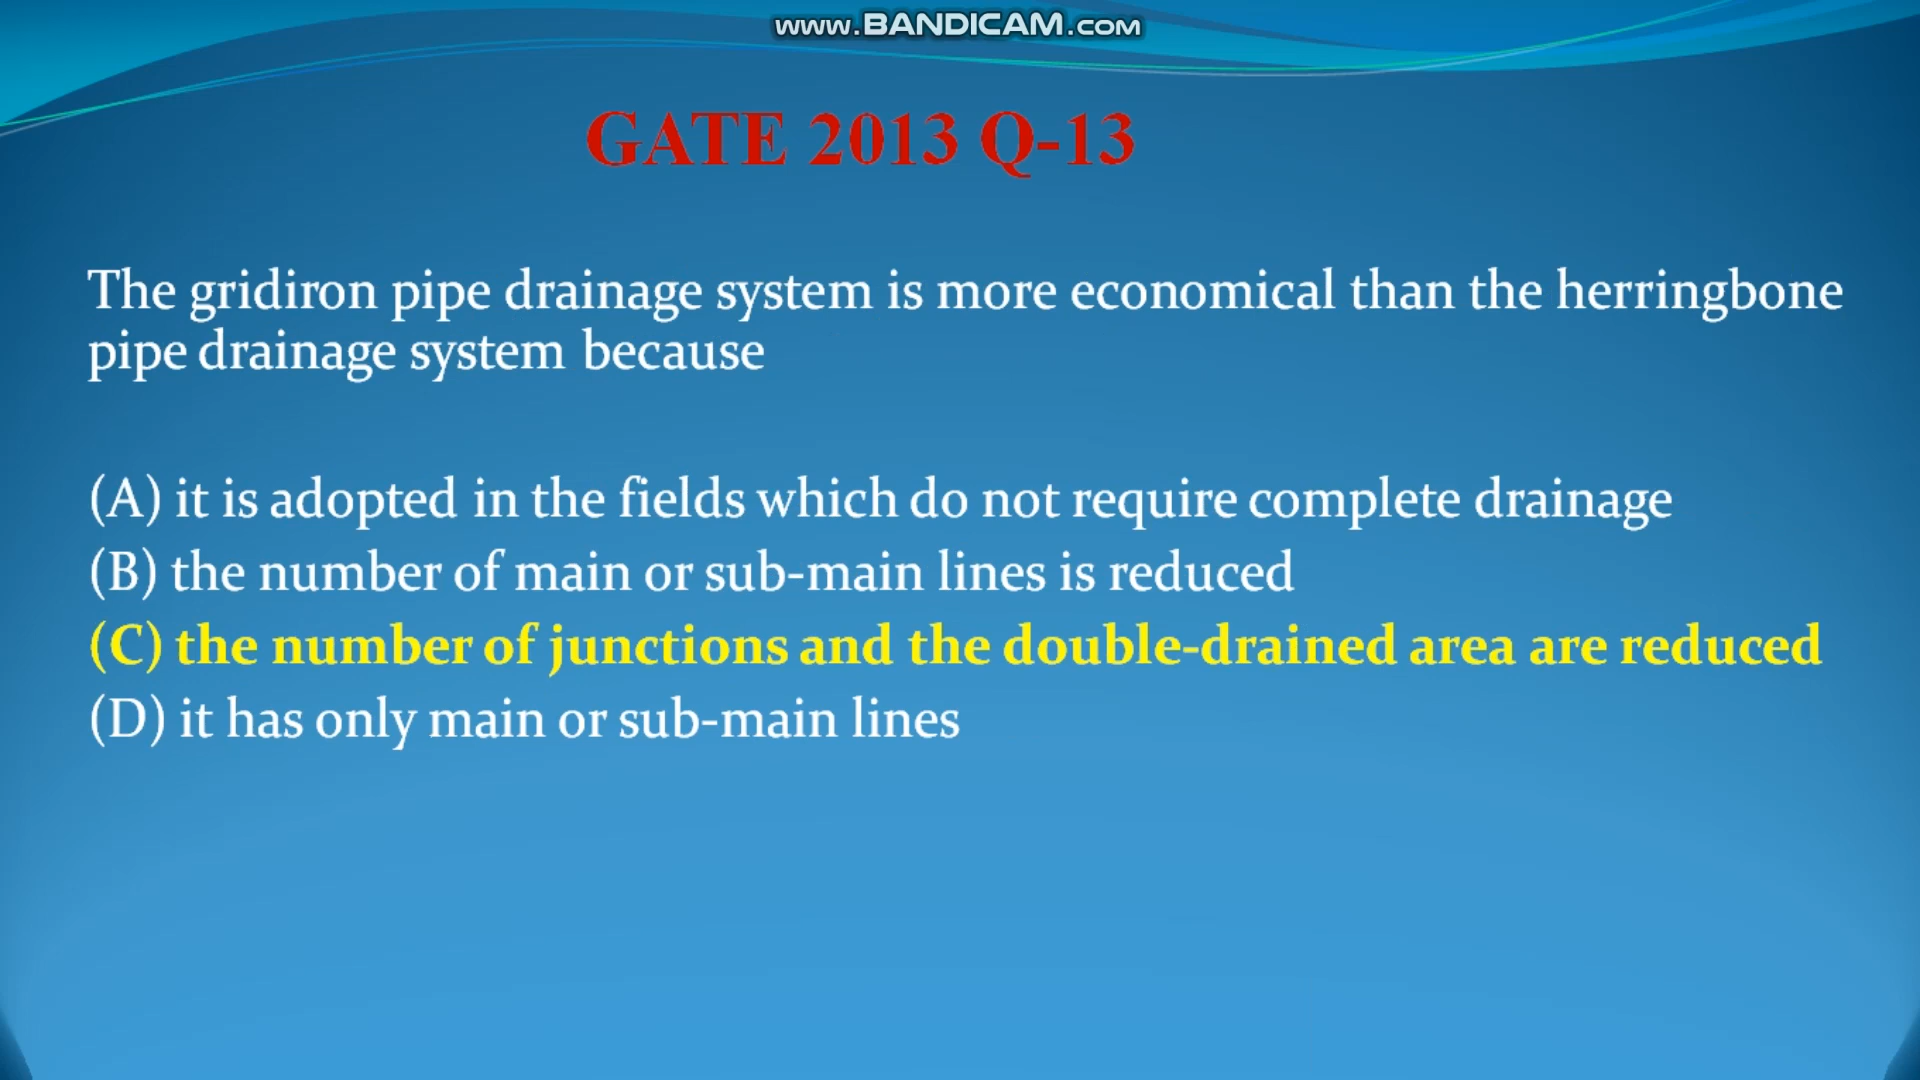 www.BANDICAM.com
GATE 2013 Q-13
The gridiron pipe drainage system is more economical than the herringbone
pipe drainage system because
(A) it is adopted in the fields which do not require complete drainage
(B) the number of main or sub-main lines is reduced
(C) the number of junctions and the double-drained area are reduced
(D) it has only main or sub-main lines